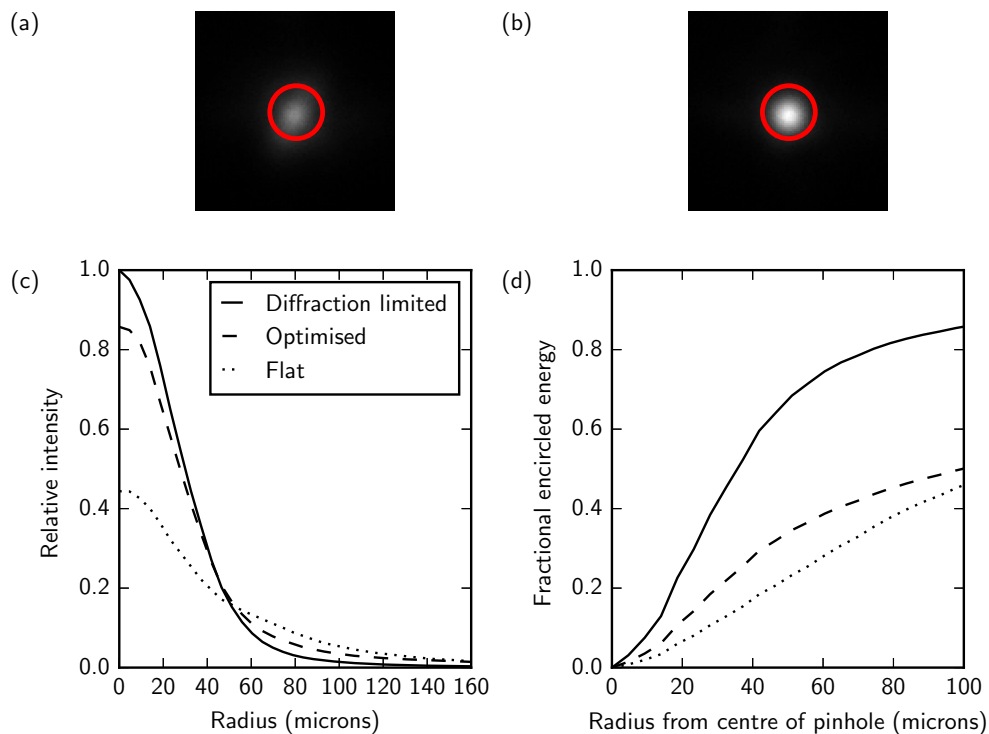 (a)
(b)
(c)
1.0
0.8
0.6
0.4
0.2
0.0
Relative intensity
Diffraction limited
Optimised
Flat
0 20 40 60 80 100 120 140 160
Radius (microns)
(d)
1.0
0.8
0.6
0.4
0.2
0.0
Fractional encircled energy
0 20 40 60 80 100
Radius from centre of pinhole (microns)